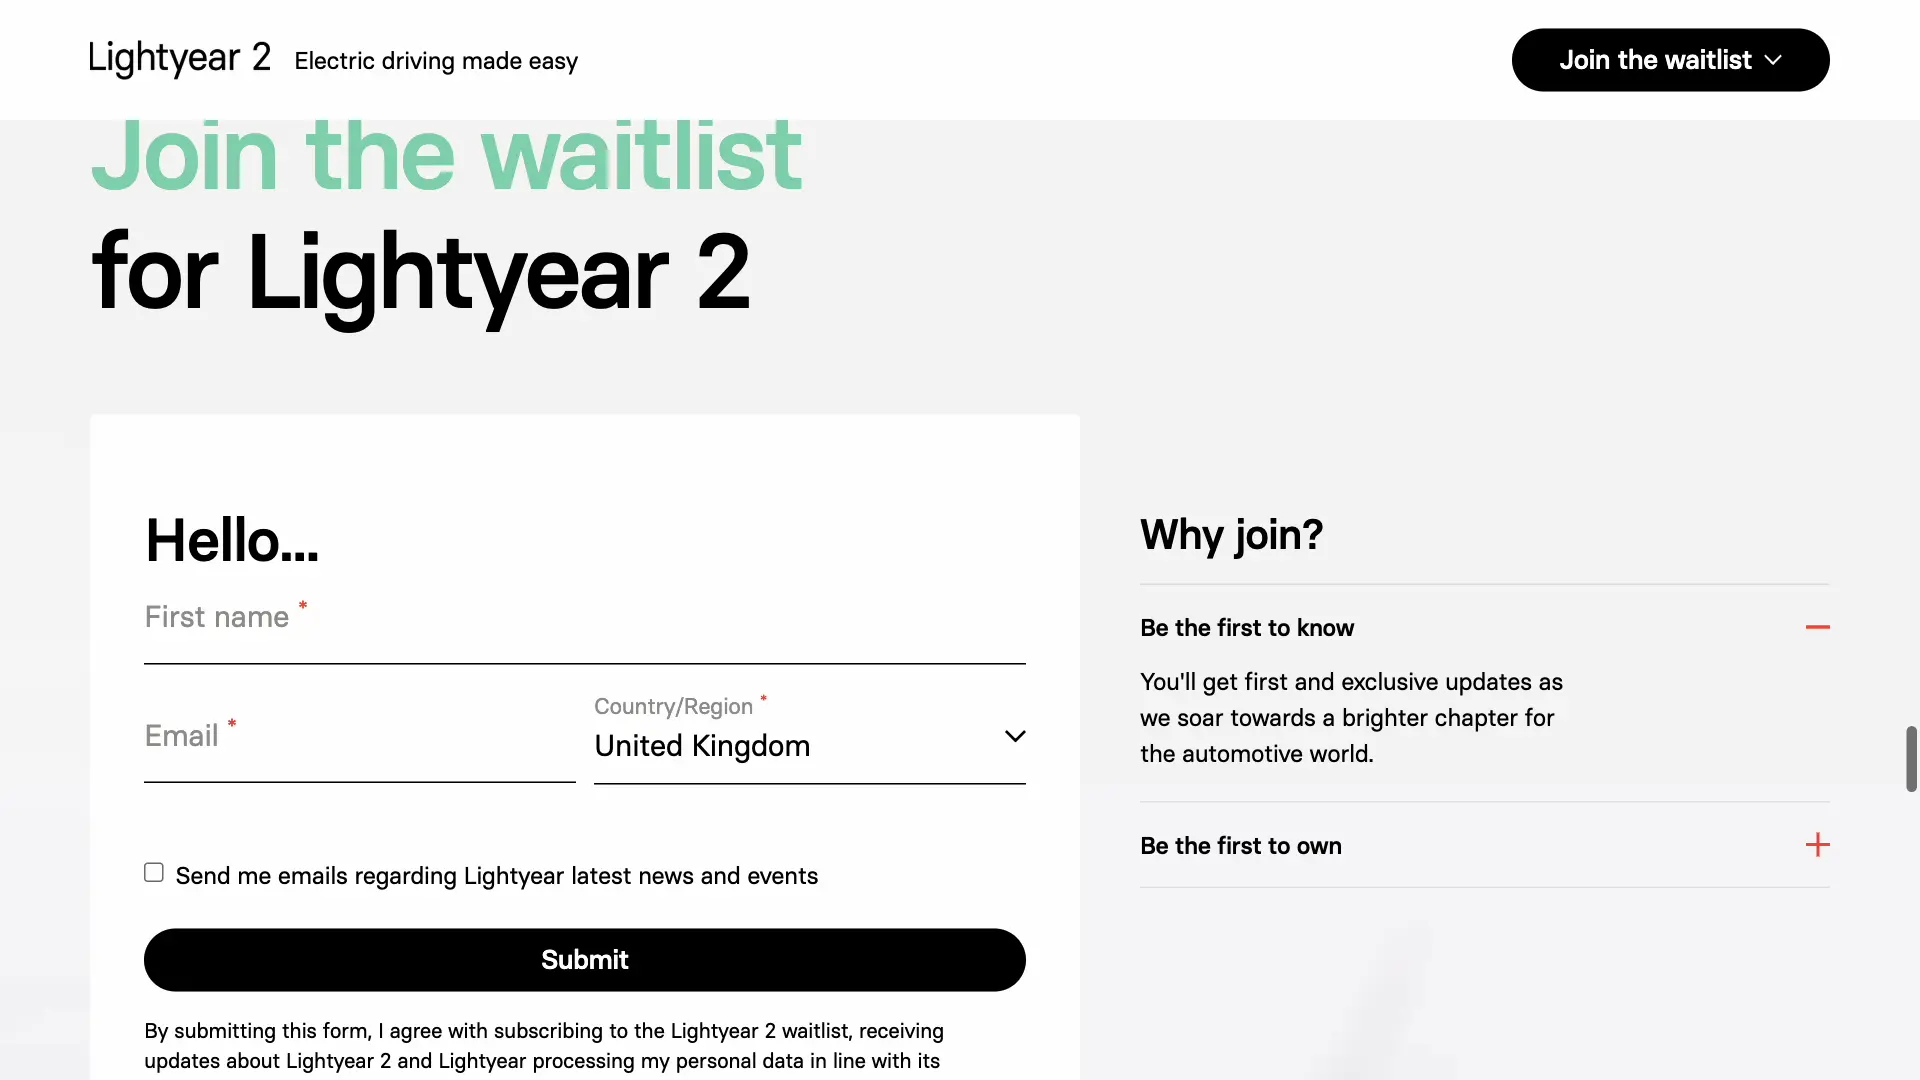 Lightyear 2
Electric driving made easy
Join the waitlist
Join the waitlist
for Lightyear 2
Hello...
First name *
Email *
Country/Region *
United Kingdom
Send me emails regarding Lightyear latest news and events
Submit
By submitting this form, I agree with subscribing to the Lightyear 2 waitlist, receiving
updates about Lightyear 2 and Lightyear processing my personal data in line with its
Why join?
Be the first to know
You'll get first and exclusive updates as
we soar towards a brighter chapter for
the automotive world.
Be the first to own